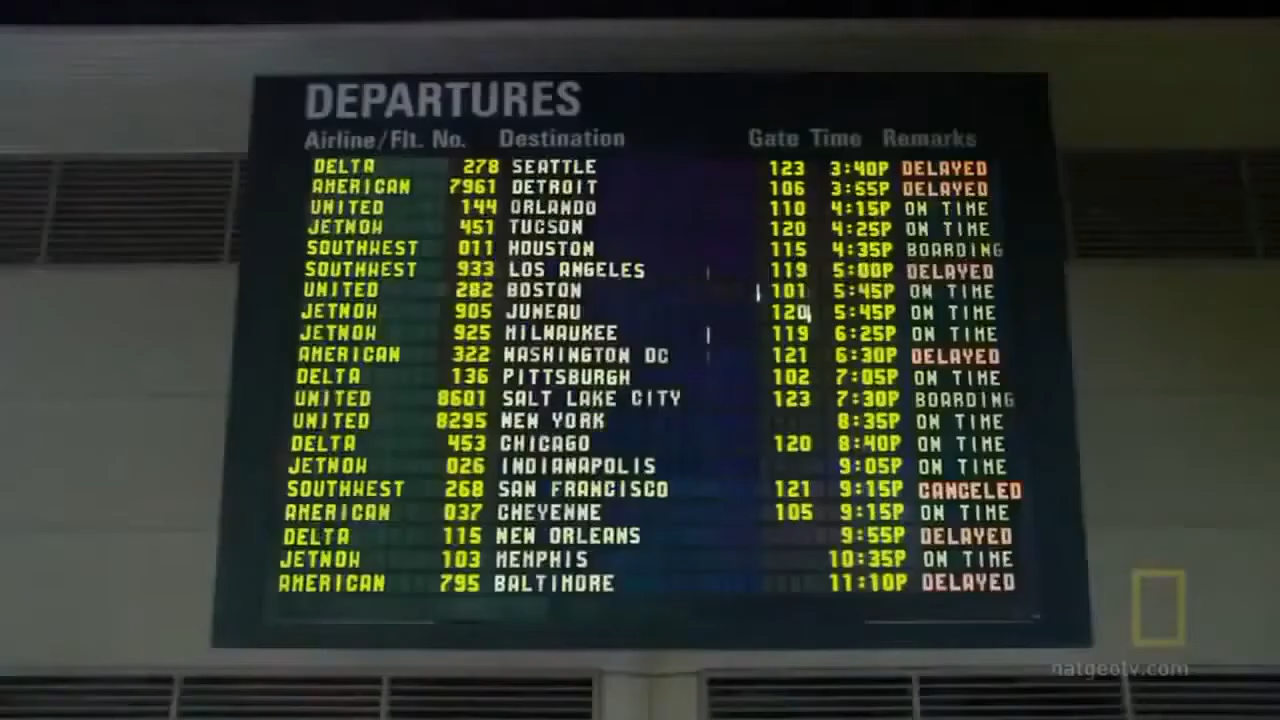 DEPARTURES
Airline/Flt. No. Destination Gate Time Remarks
DELTA 278 SEATTLE 123 3:40P DELAYED
AMERICAN 7961 DETROIT 106 3:55P DELAYED
UNITED 144 ORLANDO 110 4:15P ON TIME
JETNOW 451 TUCSON 120 4:25P ON TIME
SOUTHWEST 011 HOUSTON 115 4:35P BOARDING
SOUTHWEST 933 LOS ANGELES 119 5:00P DELAYED
UNITED 282 BOSTON 101 5:45P ON TIME
JETNOW 905 JUNEAU 120 5:45P ON TIME
JETNOW 925 MILWAUKEE 119 6:25P ON TIME
AMERICAN 322 WASHINGTON DC 121 6:30P DELAYED
DELTA 136 PITTSBURGH 102 7:05P ON TIME
UNITED 8601 SALT LAKE CITY 123 7:30P BOARDING
UNITED 8295 NEW YORK 8:35P ON TIME
DELTA 453 CHICAGO 120 8:40P ON TIME
JETNOW 026 INDIANAPOLIS 9:05P ON TIME
SOUTHWEST 268 SAN FRANCISCO 121 9:15P CANCELED
AMERICAN 037 CHEYENNE 105 9:15P ON TIME
DELTA 115 NEW ORLEANS 9:55P DELAYED
JETNOW 103 MEMPHIS 10:35P ON TIME
AMERICAN 795 BALTIMORE 11:10P DELAYED
natgeotv.com